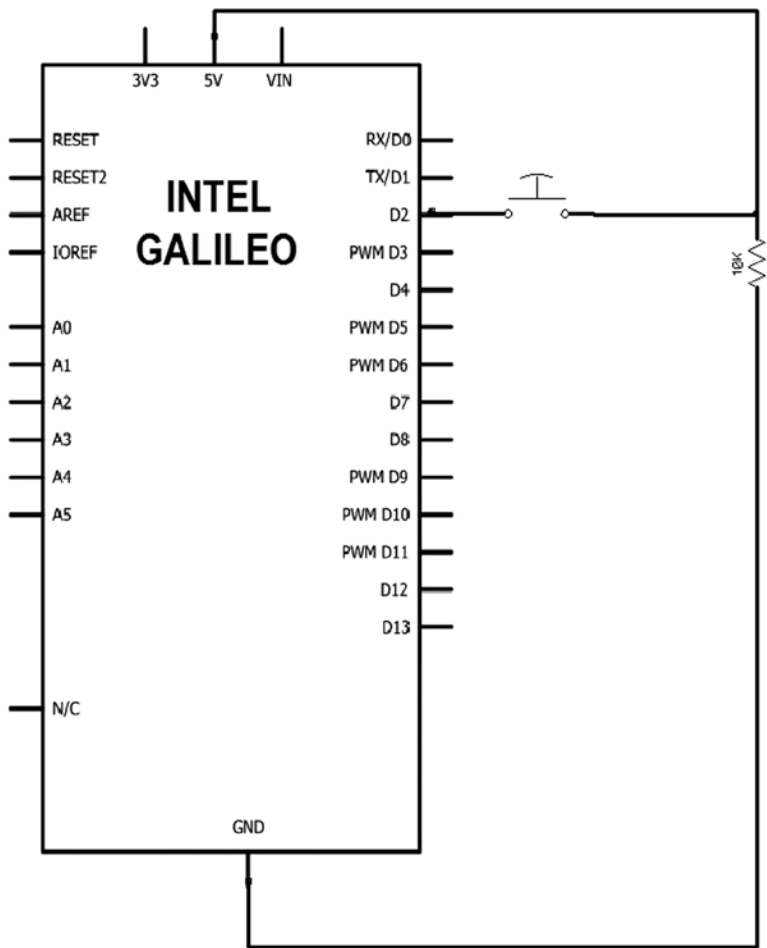 3V3 5V VIN
RESET RX/D0
RESET2 TX/D1
INTEL
AREF D2
GALILEO
IOREF PWM D3
D4
10K
A0 PWM D5
A1 PWM D6
A2 D7
A3 D8
A4 PWM D9
A5 PWM D10
PWM D11
D12
D13
N/C
GND